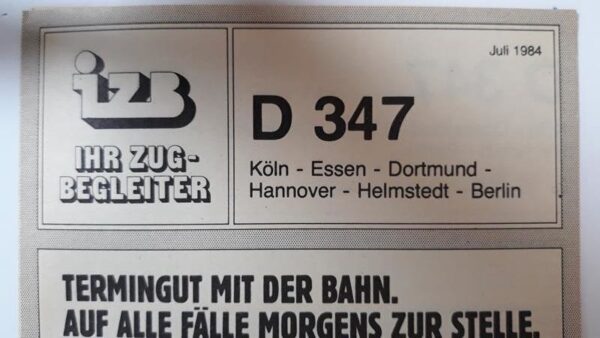 Juli 1984
iZB
IHR ZUG-
BEGLEITER
D 347
Köln - Essen - Dortmund -
Hannover - Helmstedt - Berlin
TERMINGUT MIT DER BAHN.
AUF ALLE FÄLLE MORGENS ZUR STELLE.